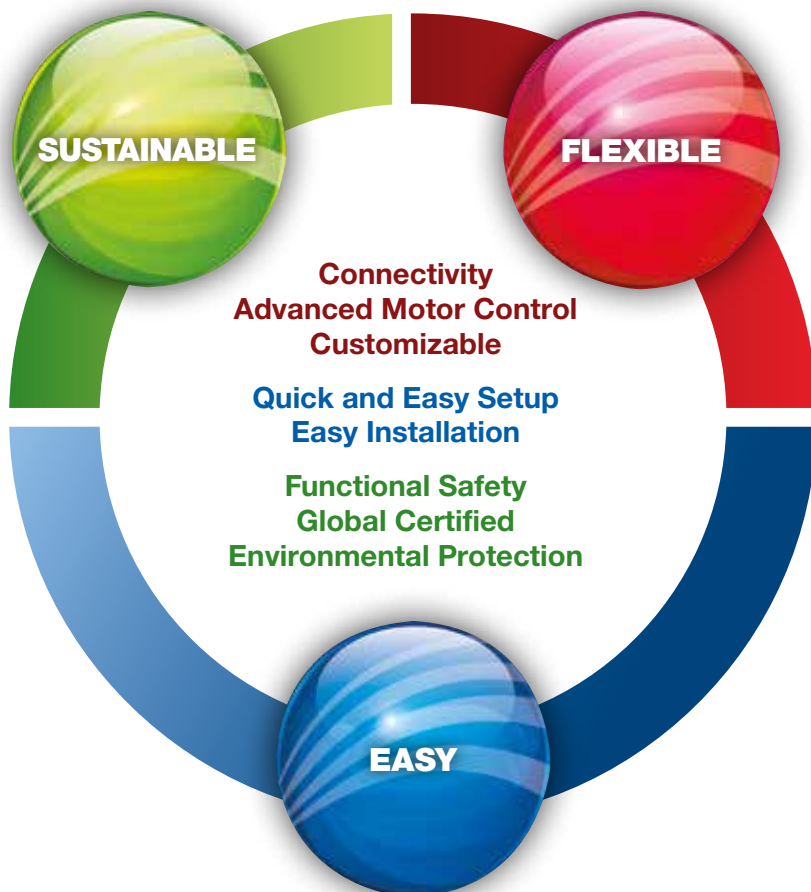 SUSTAINABLE
FLEXIBLE
Connectivity
Advanced Motor Control
Customizable
Quick and Easy Setup
Easy Installation
Functional Safety
Global Certified
Environmental Protection
EASY